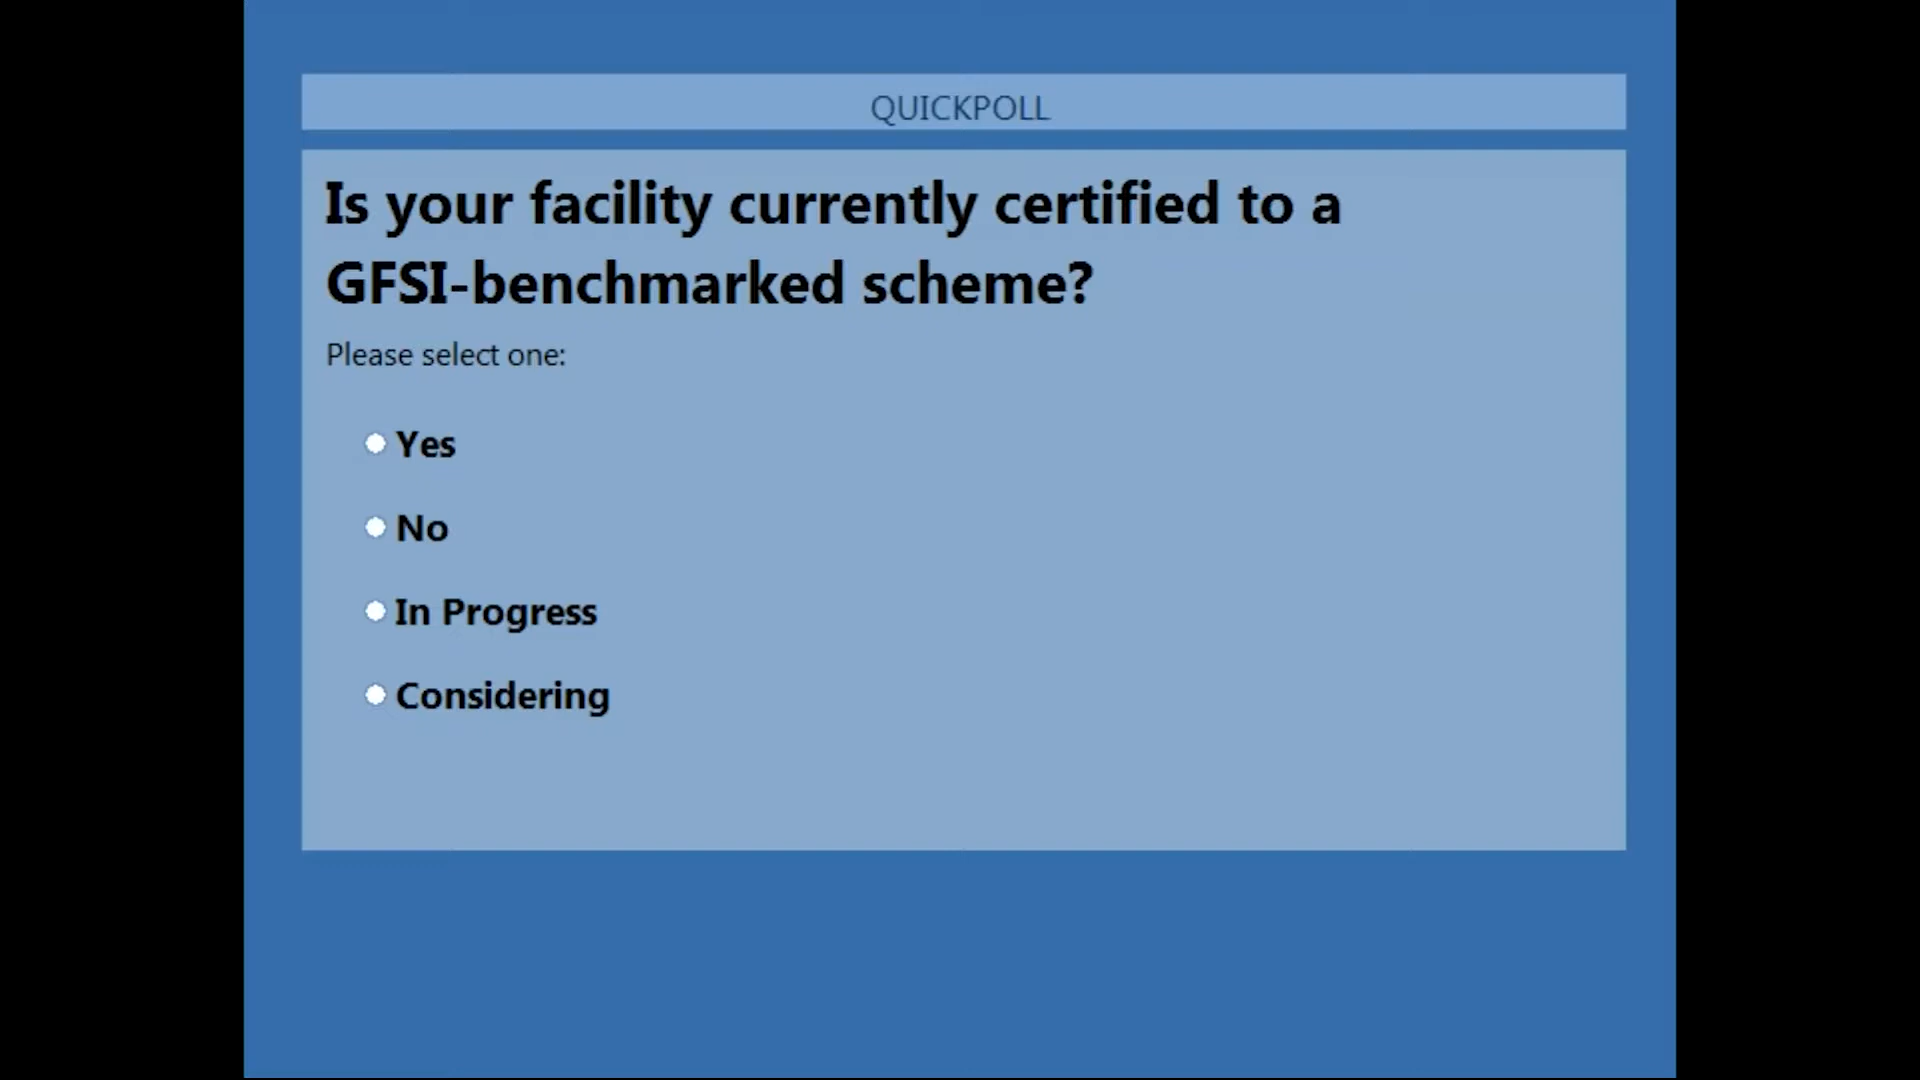 QUICKPOLL
Is your facility currently certified to a
GFSI-benchmarked scheme?
Please select one:
Yes
No
In Progress
Considering